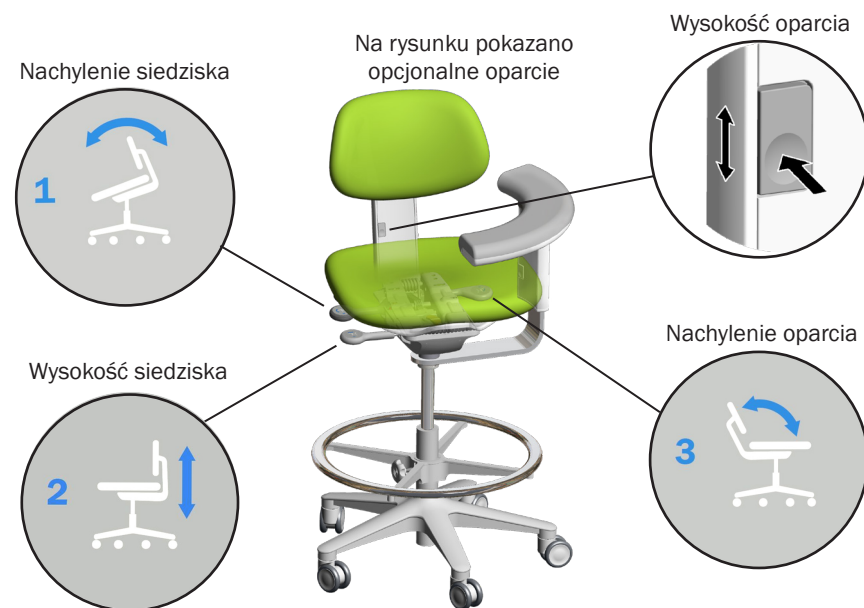 Wysokość oparcia
Na rysunku pokazano
opcjonalne oparcie
Nachylenie siedziska
1
Nachylenie oparcia
Wysokość siedziska
2
3